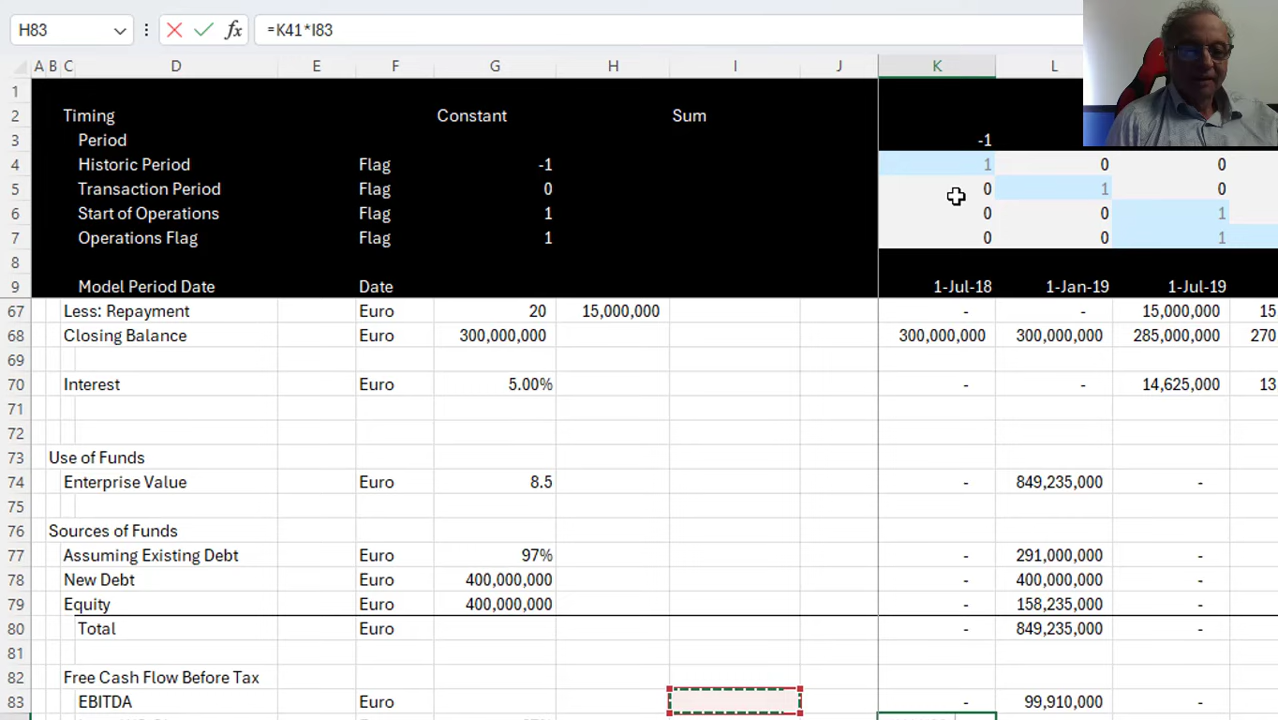 H83 =K41*I83
A B C D E F G H I J K L
1
2 Timing Constant Sum
3 Period -1
4 Historic Period Flag -1 1 0 0
5 Transaction Period Flag 0 0 1 0
6 Start of Operations Flag 1 0 0 1
7 Operations Flag Flag 1 0 0 1
8
9 Model Period Date Date 1-Jul-18 1-Jan-19 1-Jul-19
67 Less: Repayment Euro 20 15,000,000 - - 15,000,000 15
68 Closing Balance Euro 300,000,000 300,000,000 300,000,000 285,000,000 270
69
70 Interest Euro 5.00% - - 14,625,000 13
71
72
73 Use of Funds
74 Enterprise Value Euro 8.5 - 849,235,000 -
75
76 Sources of Funds
77 Assuming Existing Debt Euro 97% - 291,000,000 -
78 New Debt Euro 400,000,000 - 400,000,000 -
79 Equity Euro 400,000,000 - 158,235,000 -
80 Total Euro - 849,235,000 -
81
82 Free Cash Flow Before Tax
83 EBITDA Euro - 99,910,000 -